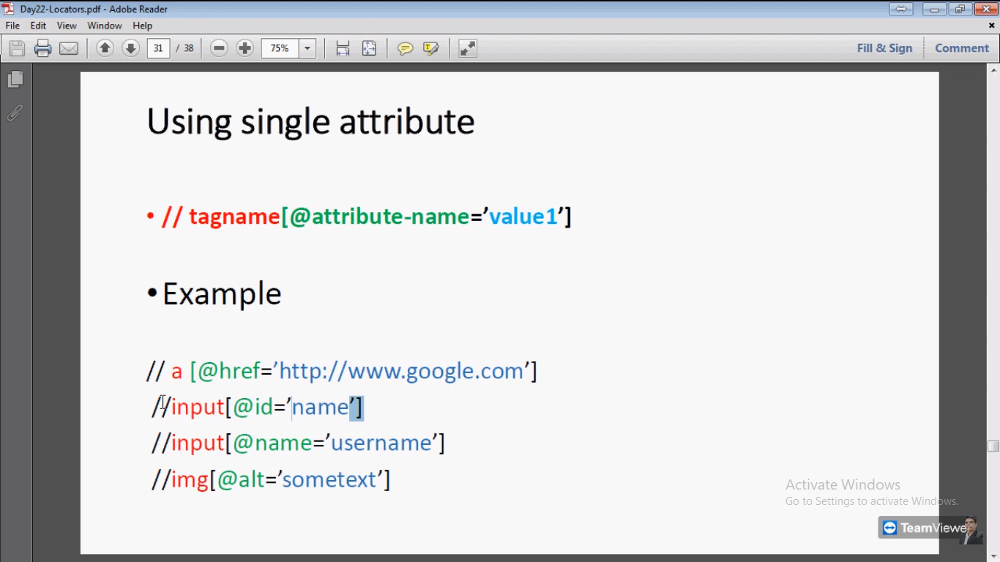 Day22-Locators.pdf - Adobe Reader
File Edit View Window Help
31 / 38 75% Fill & Sign Comment
Using single attribute
• // tagname[@attribute-name=’value1’]
• Example
// a [@href=’http://www.google.com’]
//input[@id=’name’]
//input[@name=’username’]
//img[@alt=’sometext’]
Activate Windows
Go to Settings to activate Windows.
TeamViewe